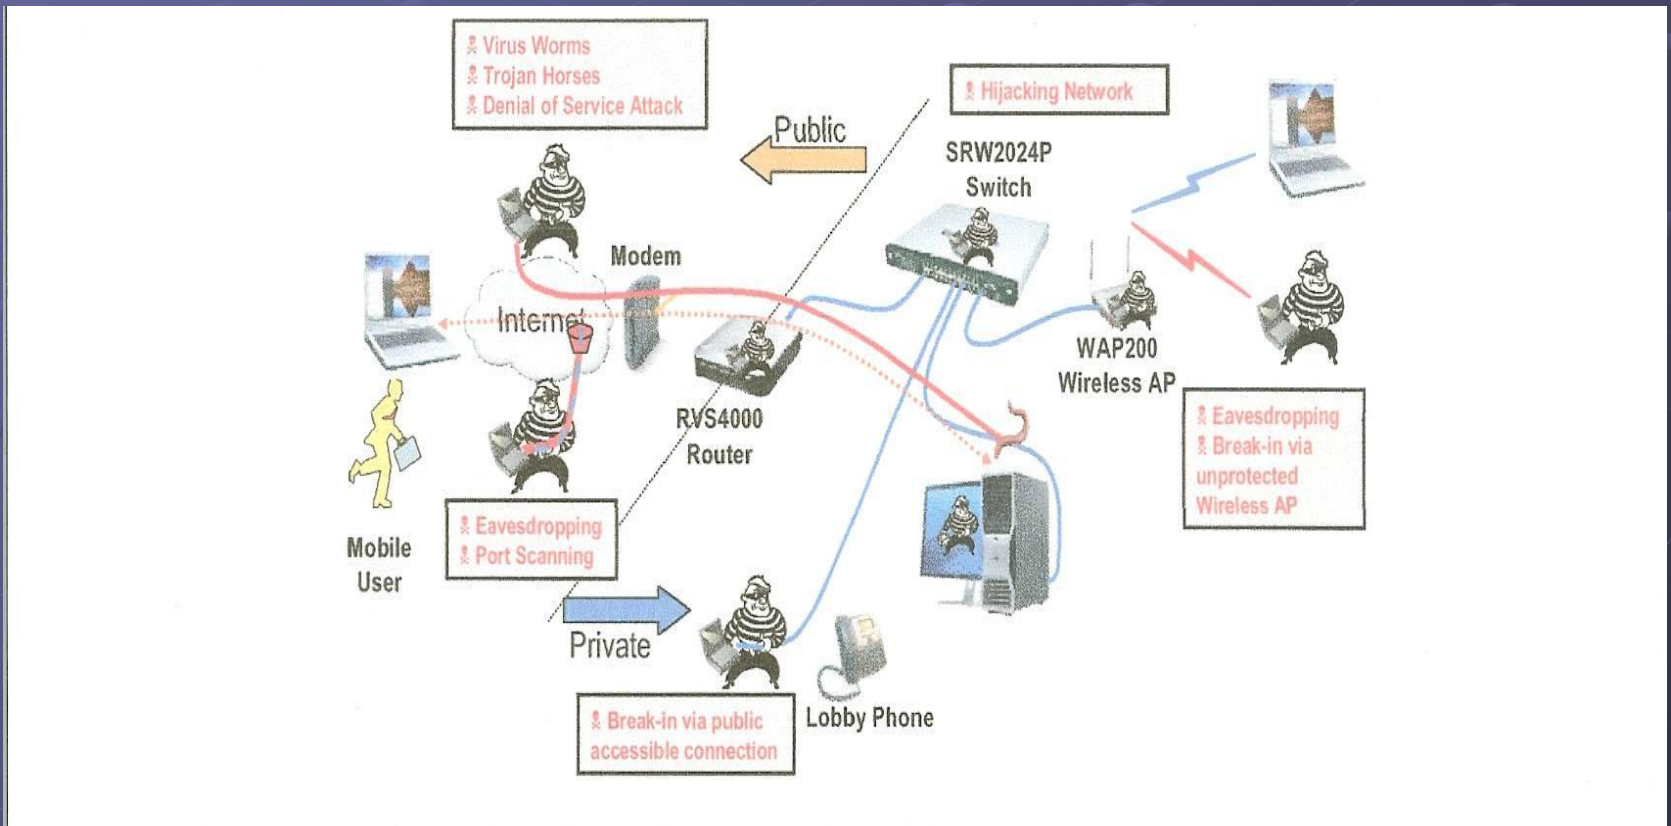 Virus Worms
Trojan Horses
Denial of Service Attack
Hijacking Network
Public
SRW2024P
Switch
Modem
Internet
WAP200
Wireless AP
RVS4000
Router
Eavesdropping
Break-in via
unprotected
Wireless AP
Eavesdropping
Port Scanning
Mobile
User
Private
Lobby Phone
Break-in via public
accessible connection